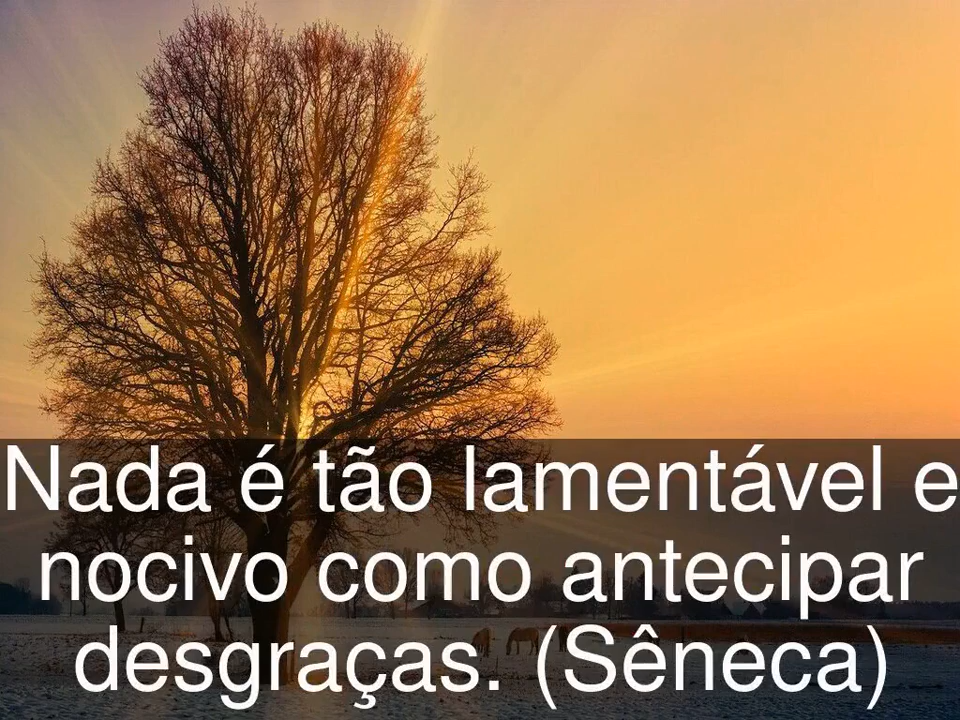 Nada é tão lamentável e
nocivo como antecipar
desgraças. (Sêneca)